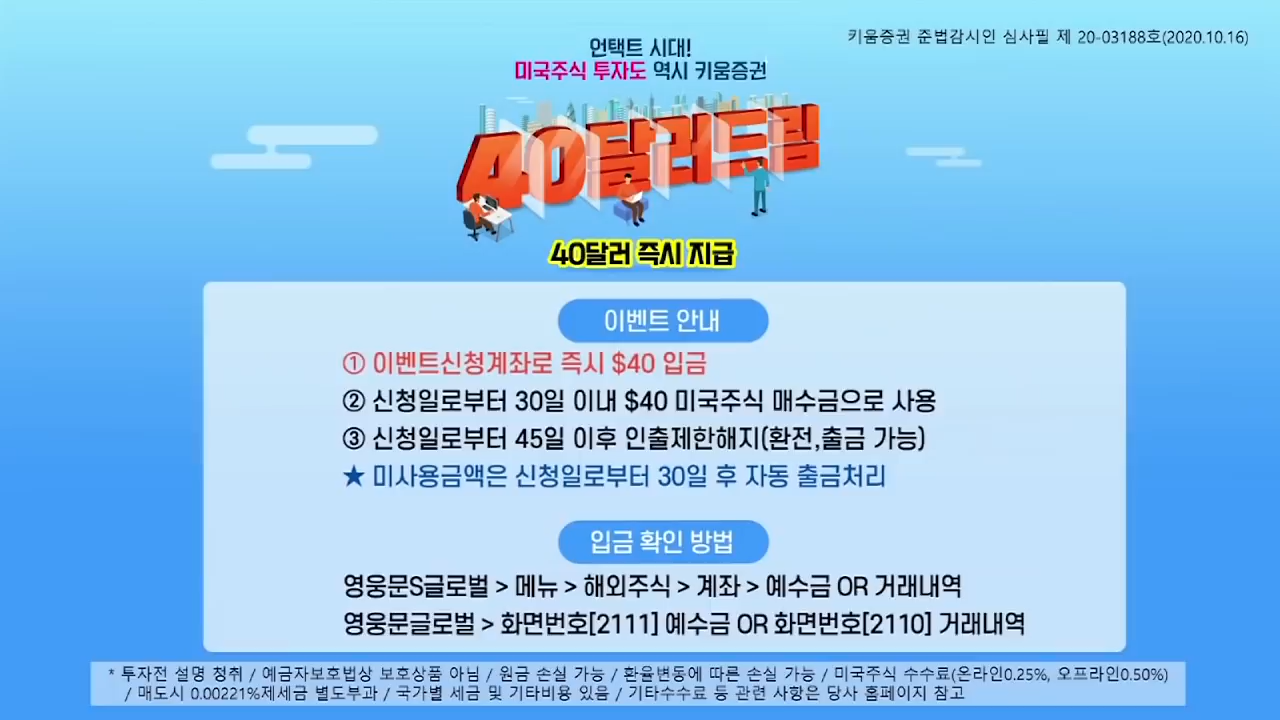 키움증권 준법감시인 심사필 제 20-03188호(2020.10.16)
언택트 시대!
미국주식 투자도 역시 키움증권
40달러드림
40달러 즉시 지급
이벤트 안내
① 이벤트신청계좌로 즉시 $40 입금
② 신청일로부터 30일 이내 $40 미국주식 매수금으로 사용
③ 신청일로부터 45일 이후 인출제한해지(환전,출금 가능)
★ 미사용금액은 신청일로부터 30일 후 자동 출금처리
입금 확인 방법
영웅문S글로벌 > 메뉴 > 해외주식 > 계좌 > 예수금 OR 거래내역
영웅문글로벌 > 화면번호[2111] 예수금 OR 화면번호[2110] 거래내역
* 투자전 설명 청취 / 예금자보호법상 보호상품 아님 / 원금 손실 가능 / 환율변동에 따른 손실 가능 / 미국주식 수수료(온라인0.25%, 오프라인0.50%)
/ 매도시 0.00221%제세금 별도부과 / 국가별 세금 및 기타비용 있음 / 기타수수료 등 관련 사항은 당사 홈페이지 참고